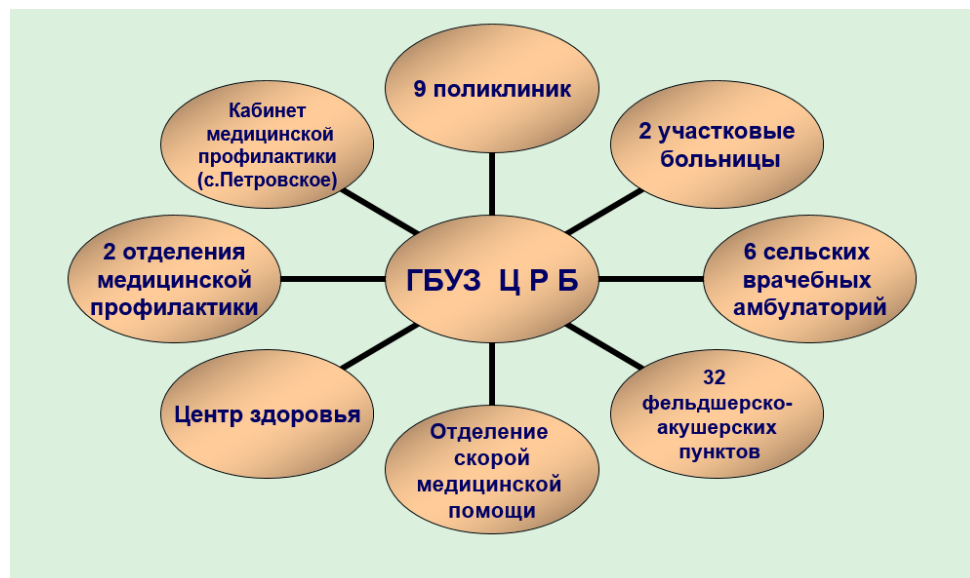 9 поликлиник
Кабинет
медицинской
профилактики
(с.Петровское)
2 участковые
больницы
2 отделения
медицинской
профилактики
ГБУЗ Ц Р Б
6 сельских
врачебных
амбулаторий
Центр здоровья
32
фельдшерско-
акушерских
пунктов
Отделение
скорой
медицинской
помощи